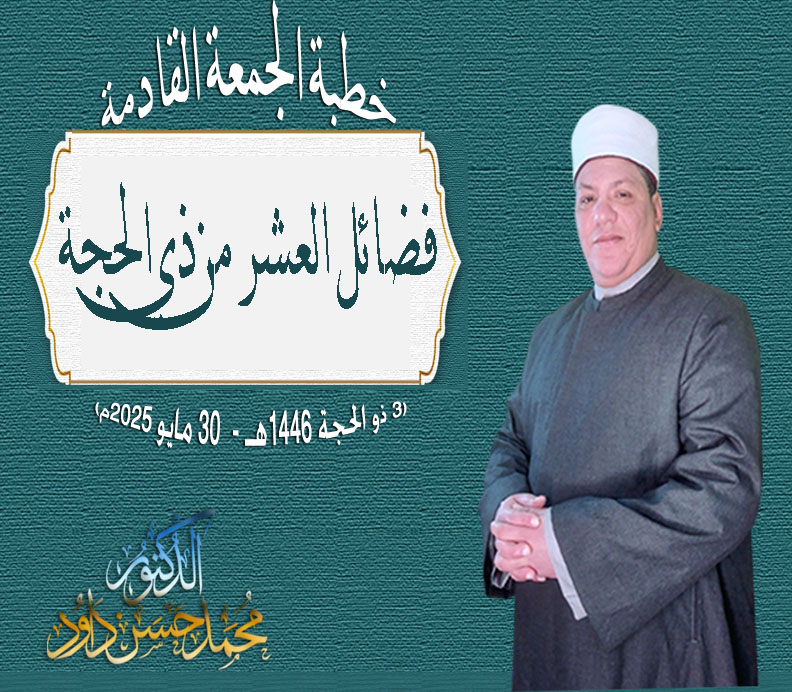 خطبة الجمعة القادمة
فضائل العشر من ذي الحجة
(3 ذو الحجة 1446هـ - 30 مايو 2025م)
الدكتور
محمد حسن داود